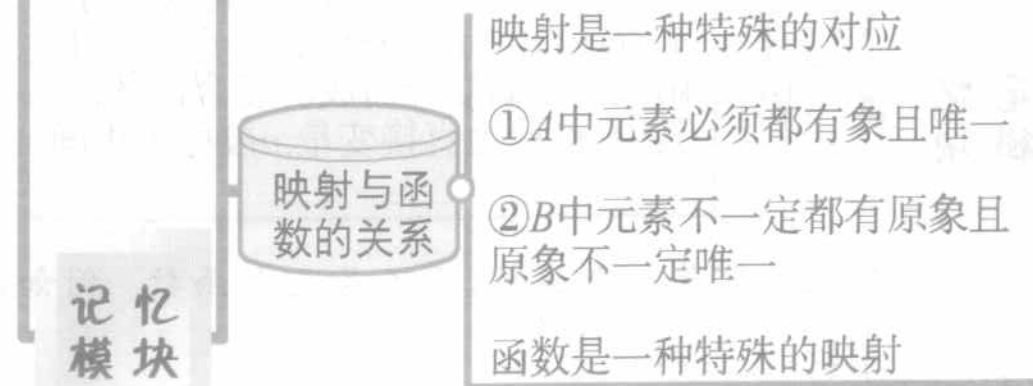 映射是一种特殊的对应
①A中元素必须都有象且唯一
映射与函
数的关系
②B中元素不一定都有原象且
原象不一定唯一
函数是一种特殊的映射
记忆
模块